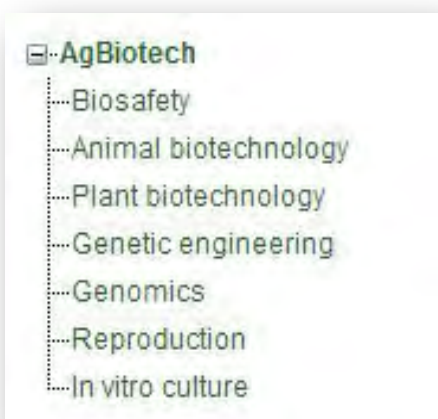 AgBiotech
Biosafety
Animal biotechnology
Plant biotechnology
Genetic engineering
Genomics
Reproduction
In vitro culture